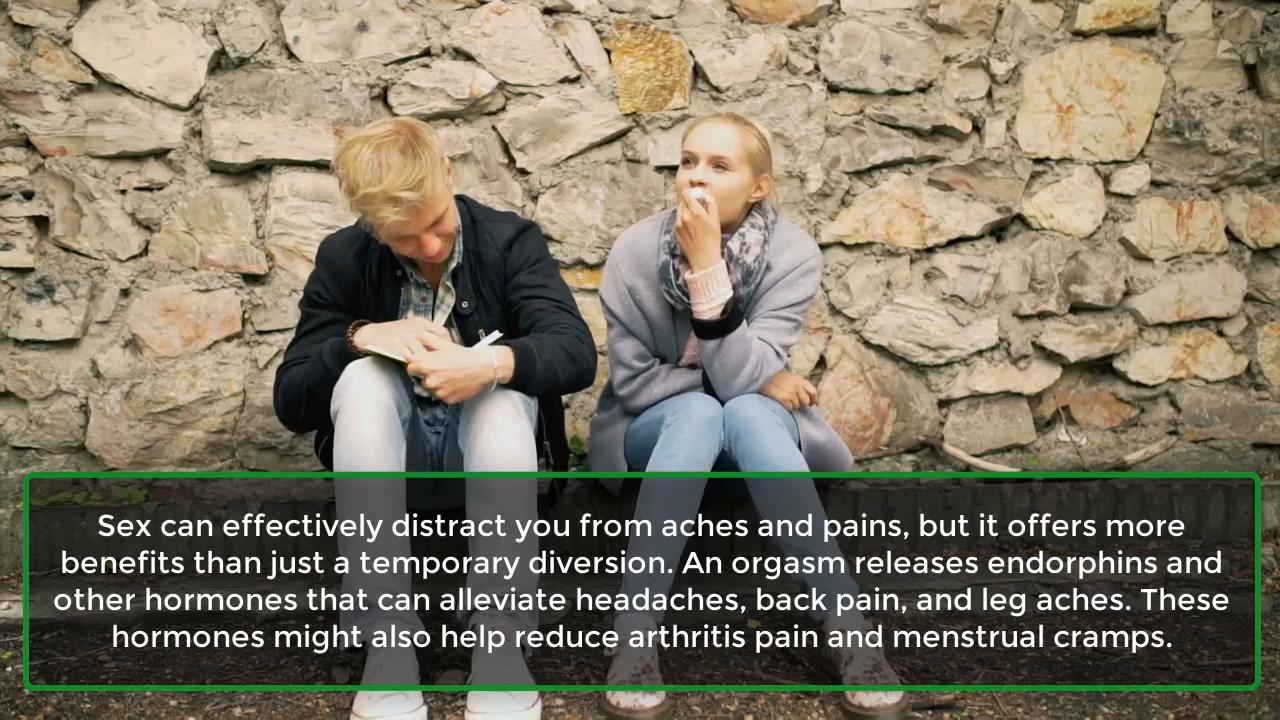 Sex can effectively distract you from aches and pains, but it offers more
benefits than just a temporary diversion. An orgasm releases endorphins and
other hormones that can alleviate headaches, back pain, and leg aches. These
hormones might also help reduce arthritis pain and menstrual cramps.